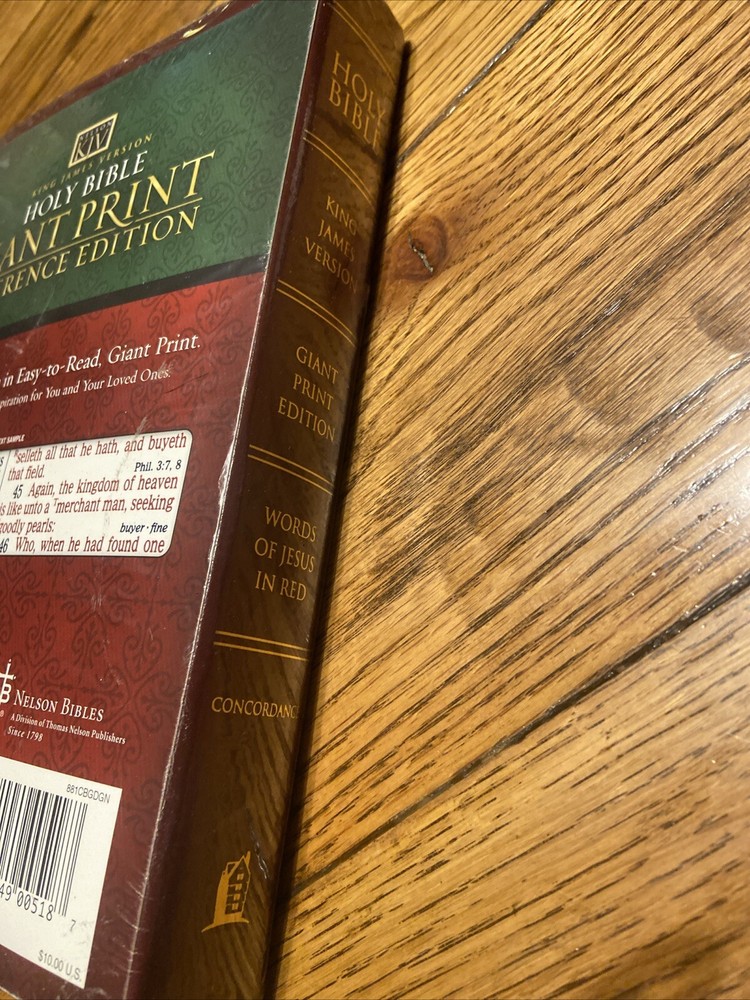 KJV
KING JAMES VERSION
HOLY BIBLE
ANT PRINT
RENCE EDITION
in Easy-to-Read, Giant Print.
piration for You and Your Loved Ones.
EXT SAMPLE
selleth all that he hath, and buyeth
that field.
Phil. 3:7, 8
45 Again, the kingdom of heaven
is like unto a merchant man, seeking
goodly pearls:
buyer · fine
46 Who, when he had found one
NELSON BIBLES
A Division of Thomas Nelson Publishers
Since 1798
881CBGDGN
49 00518 7
$10.00 U.S.
HOLY
BIBLE
KING
JAMES
VERSION
GIANT
PRINT
EDITION
WORDS
OF JESUS
IN RED
CONCORDANC